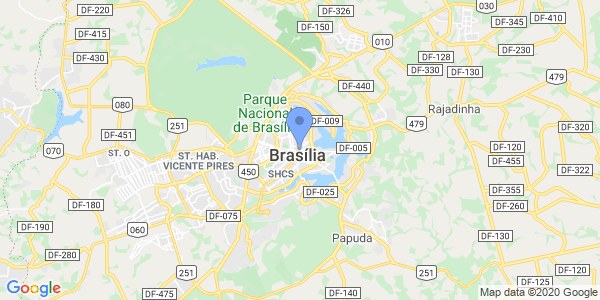 DF-220
DF-326
030
DF-410
DF-415
DF-150
DF-345
010
DF-430
DF-128
DF-230
DF-440
DF-330
DF-130
479
080
Parque
Nacional
de Brasília
DF-009
Rajadinha
251
479
DF-320
DF-451
070
ST. O
ST. HAB.
VICENTE PIRES
Brasília
DF-005
DF-120
DF-455
450
SHCS
DF-322
DF-025
DF-355
DF-180
DF-260
DF-075
DF-190
060
Papuda
DF-130
DF-280
251
251
DF-120
DF-125
Google
DF-475
DF-140
Map data ©2020 Google